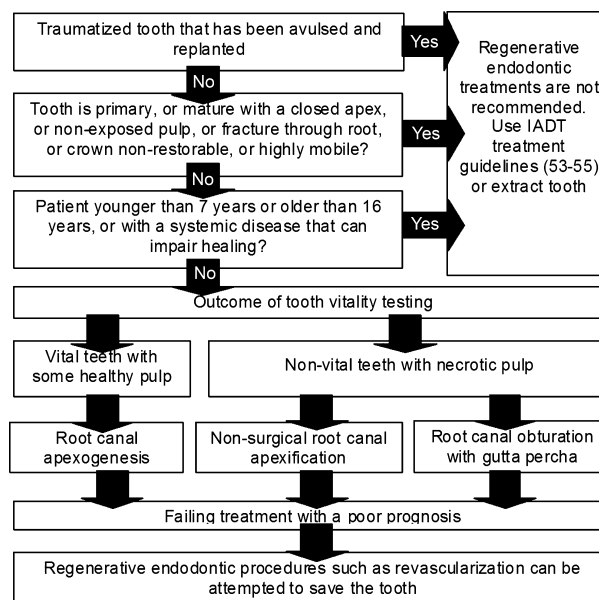 Traumatized tooth that has been avulsed and
replanted
Yes
Regenerative
endodontic
treatments are not
recommended.
Use IADT
treatment
guidelines (53-55)
or extract tooth
No
Tooth is primary, or mature with a closed apex,
or non-exposed pulp, or fracture through root,
or crown non-restorable, or highly mobile?
Yes
No
Patient younger than 7 years or older than 16
years, or with a systemic disease that can
impair healing?
Yes
No
Outcome of tooth vitality testing
Vital teeth with
some healthy pulp
Non-vital teeth with necrotic pulp
Root canal
apexogenesis
Non-surgical root canal
apexification
Root canal obturation
with gutta percha
Failing treatment with a poor prognosis
Regenerative endodontic procedures such as revascularization can be
attempted to save the tooth